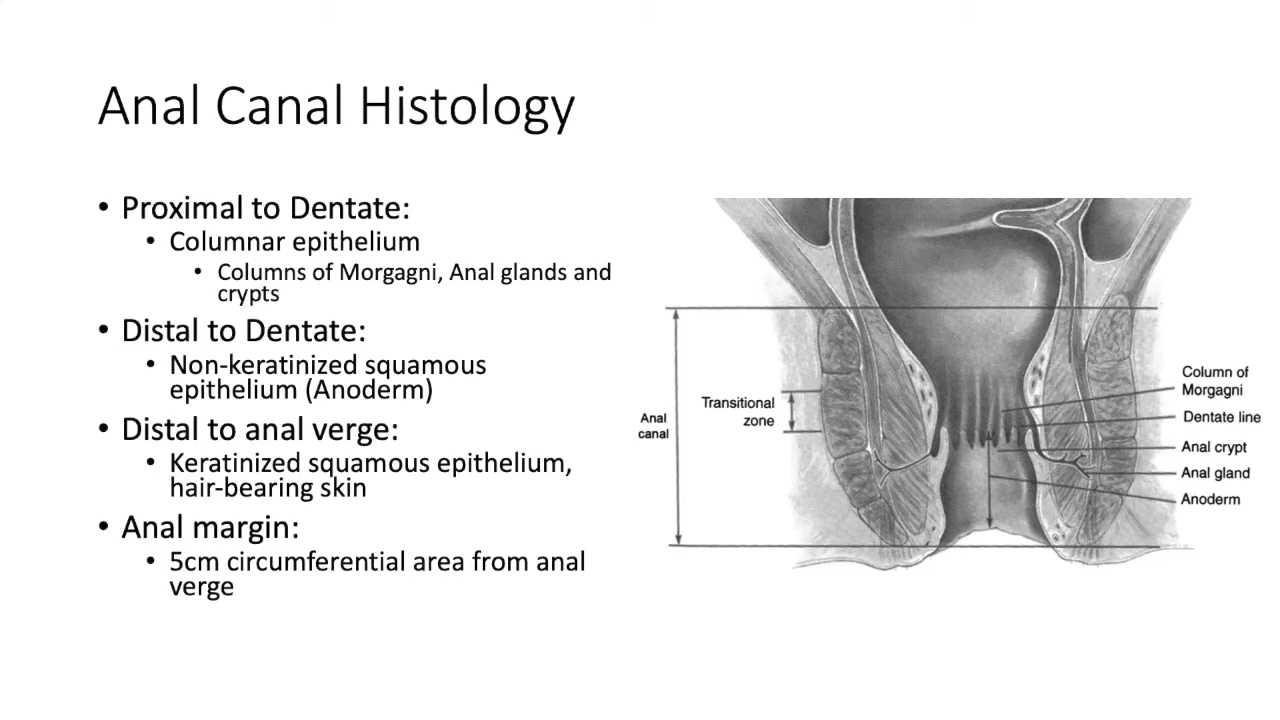 Anal Canal Histology
• Proximal to Dentate:
• Columnar epithelium
• Columns of Morgagni, Anal glands and
crypts
• Distal to Dentate:
• Non-keratinized squamous
epithelium (Anoderm)
• Distal to anal verge:
• Keratinized squamous epithelium,
hair-bearing skin
• Anal margin:
• 5cm circumferential area from anal
verge
Anal
canal
Transitional
zone
Column of
Morgagni
Dentate line
Anal crypt
Anal gland
Anoderm